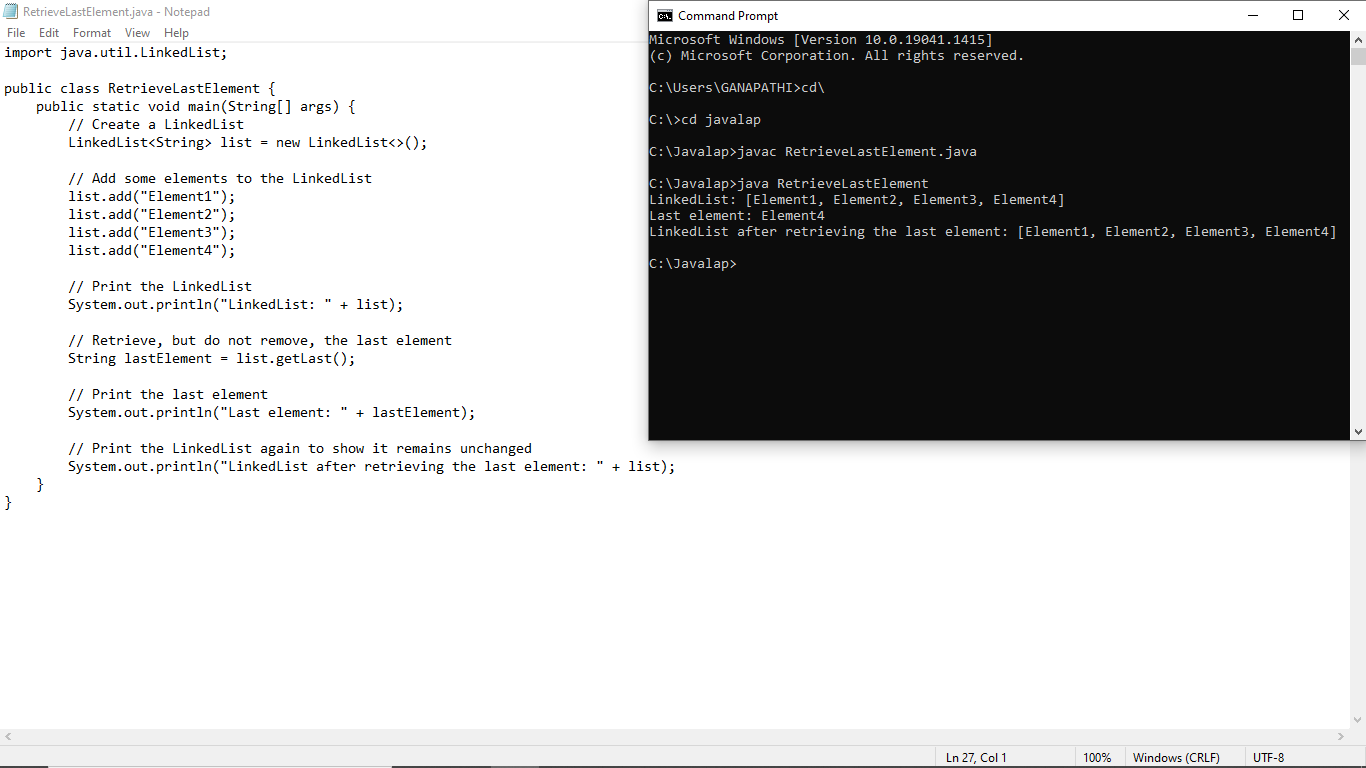 RetrieveLastElement.java - Notepad
File Edit Format View Help
import java.util.LinkedList;
public class RetrieveLastElement {
    public static void main(String[] args) {
        // Create a LinkedList
        LinkedList<String> list = new LinkedList<>();
        // Add some elements to the LinkedList
        list.add("Element1");
        list.add("Element2");
        list.add("Element3");
        list.add("Element4");
        // Print the LinkedList
        System.out.println("LinkedList: " + list);
        // Retrieve, but do not remove, the last element
        String lastElement = list.getLast();
        // Print the last element
        System.out.println("Last element: " + lastElement);
        // Print the LinkedList again to show it remains unchanged
        System.out.println("LinkedList after retrieving the last element: " + list);
    }
}
Command Prompt
Microsoft Windows [Version 10.0.19041.1415]
(c) Microsoft Corporation. All rights reserved.
C:\Users\GANAPATHI>cd\
C:\>cd javalap
C:\Javalap>javac RetrieveLastElement.java
C:\Javalap>java RetrieveLastElement
LinkedList: [Element1, Element2, Element3, Element4]
Last element: Element4
LinkedList after retrieving the last element: [Element1, Element2, Element3, Element4]
C:\Javalap>
Ln 27, Col 1 100% Windows (CRLF) UTF-8